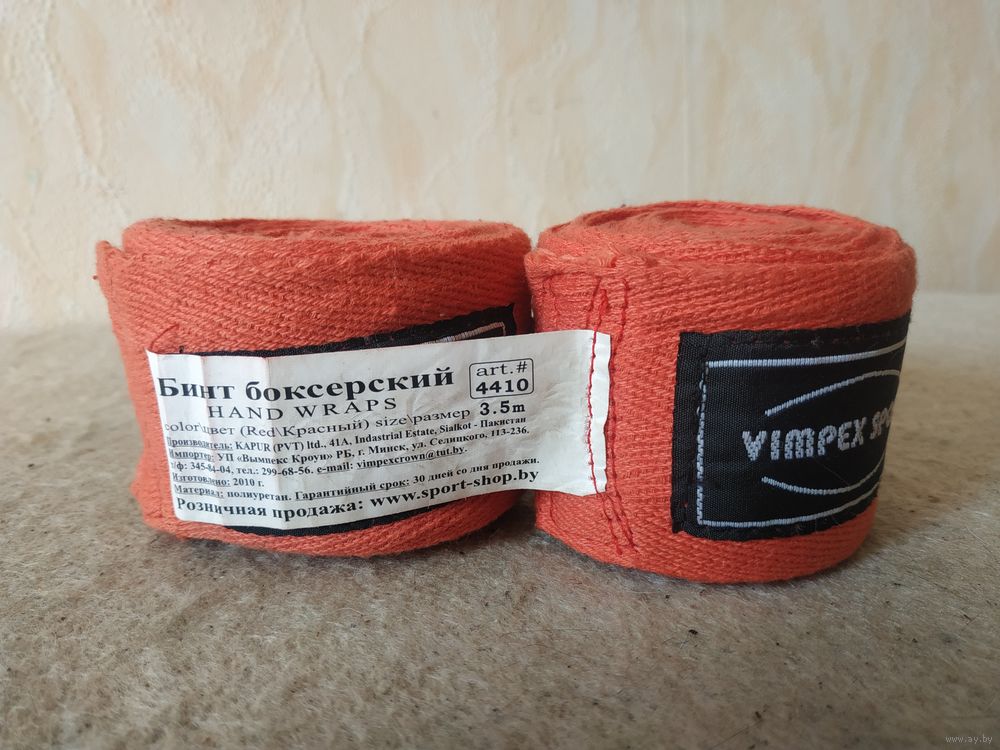 Бинт боксерский
art.#
4410
HAND WRAPS
color\цвет (Red\Красный) size\размер 3.5m
Производитель: KAPUR (PVT) ltd., 41A, Indastrial Estate, Sialkot - Пакистан
Импортер: УП «Вымпекс Кроун» РБ, г. Минск, ул. Селицкого, 113-236.
т/ф: 345-84-04, тел.: 299-68-56. e-mail: vimpexcrown@tut.by.
Изготовлено: 2010 г.
Материал: полиуретан. Гарантийный срок: 30 дней со дня продажи.
Розничная продажа: www.sport-shop.by
VIMPEX SPO
www.ay.by